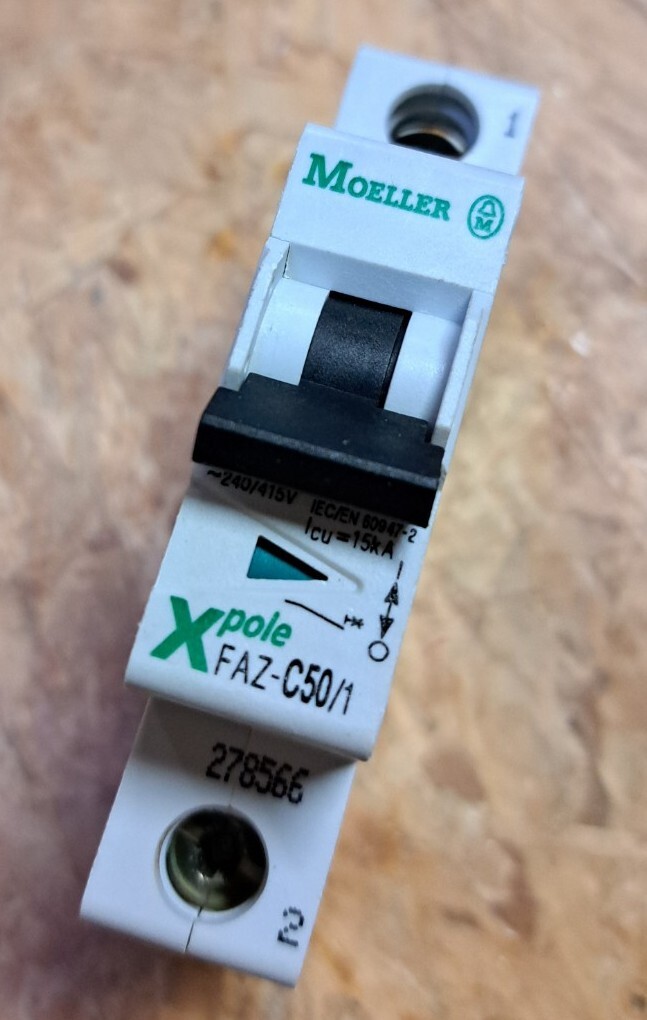 1
MOELLER
M
~240/415V
IEC/EN 60947-2
Icu=15kA
I
O
Xpole
FAZ-C50/1
278566
2